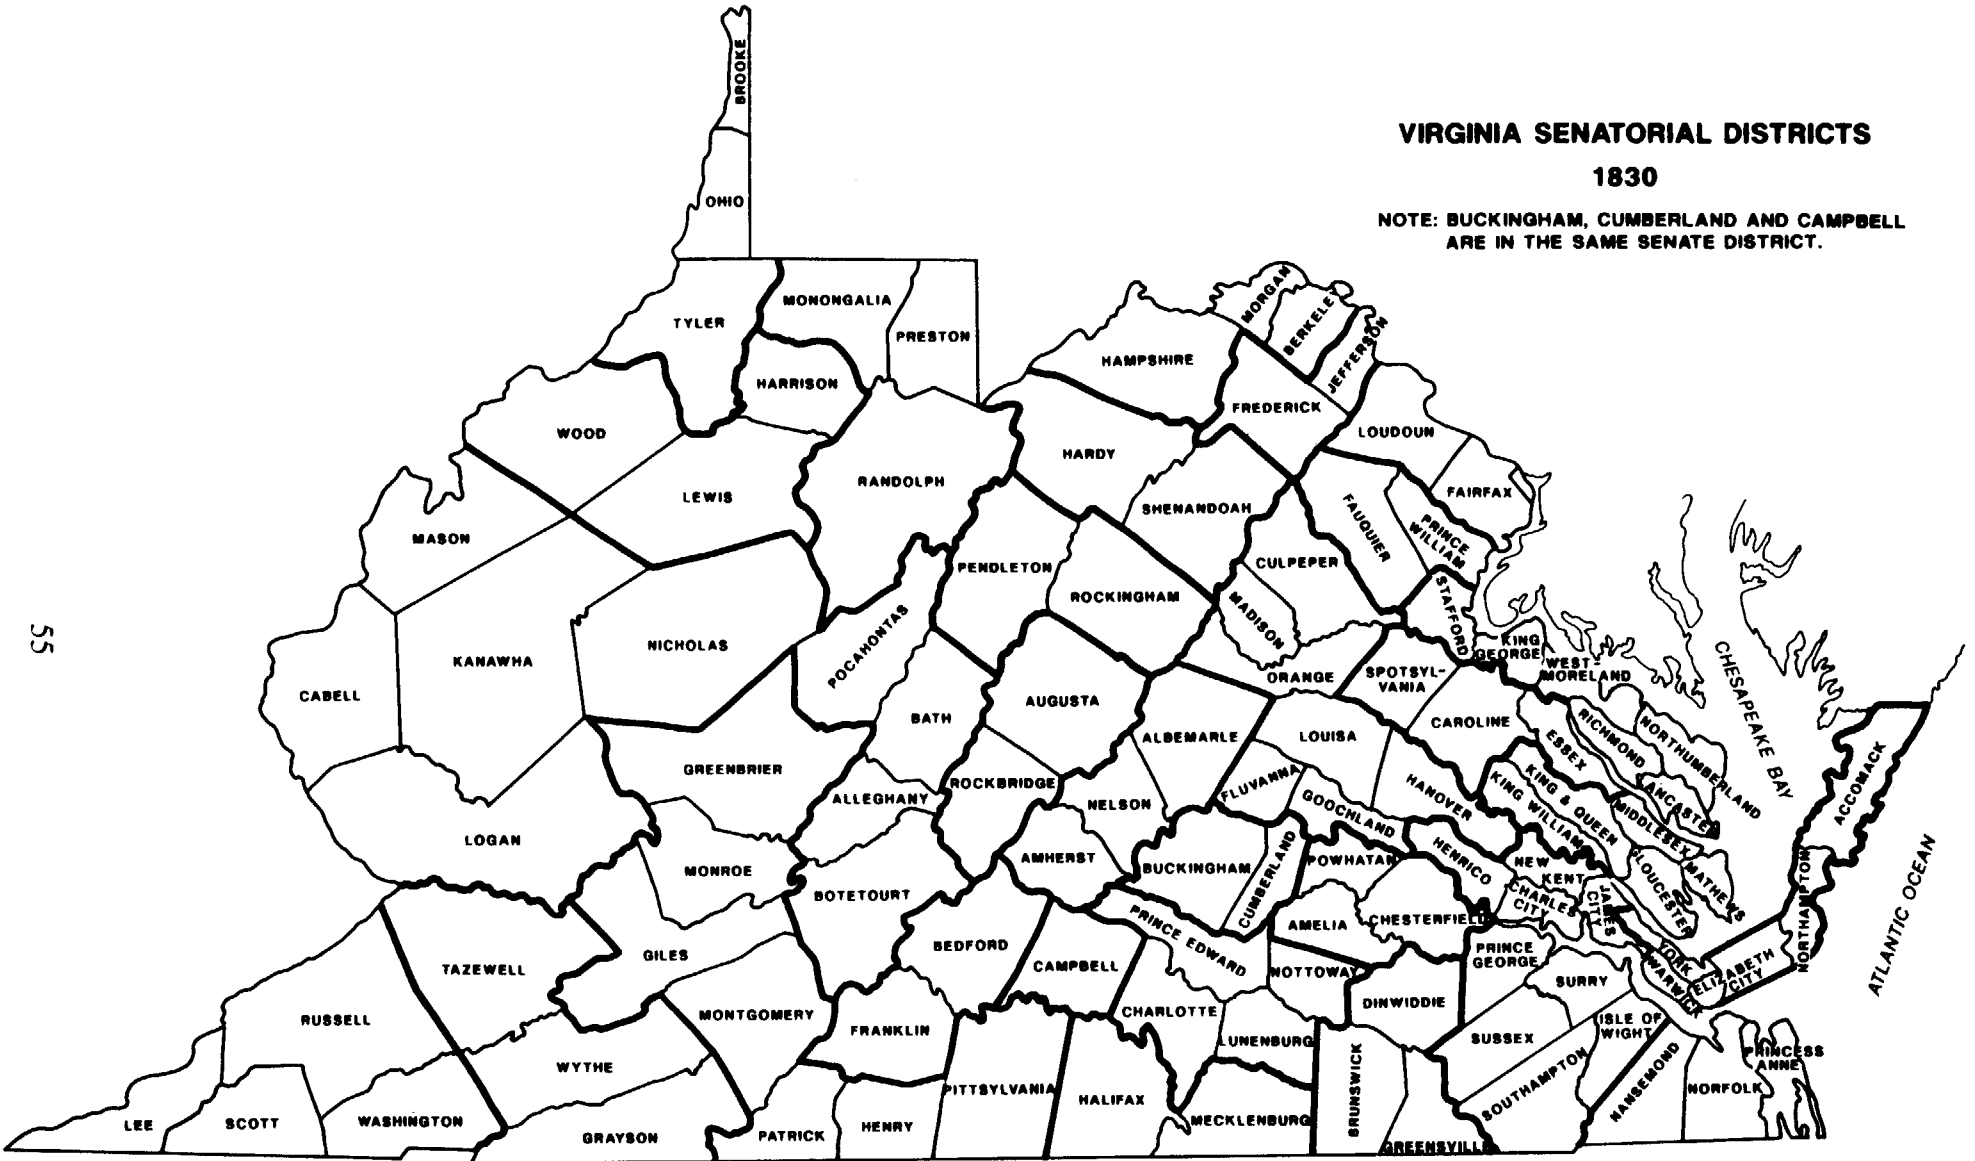 VIRGINIA SENATORIAL DISTRICTS
1830
NOTE: BUCKINGHAM, CUMBERLAND AND CAMPBELL
ARE IN THE SAME SENATE DISTRICT.
BROOKE
OHIO
TYLER
MONONGALIA
PRESTON
HARRISON
WOOD
LEWIS
RANDOLPH
MASON
KANAWHA
NICHOLAS
CABELL
LOGAN
POCAHONTAS
GREENBRIER
MONROE
MORGAN
BERKELEY
JEFFERSON
HAMPSHIRE
FREDERICK
HARDY
LOUDOUN
FAIRFAX
SHENANDOAH
FAUQUIER
PRINCE
WILLIAM
PENDLETON
ROCKINGHAM
CULPEPER
MADISON
STAFFORD
KING
GEORGE
WEST-
MORELAND
ORANGE
SPOTSYL-
VANIA
CAROLINE
ESSEX
RICHMOND
NORTHUMBERLAND
LANCASTER
BATH
AUGUSTA
ALBEMARLE
LOUISA
FLUVANNA
GOOCHLAND
HANOVER
KING WILLIAM
KING & QUEEN
MIDDLESEX
MATHEWS
GLOUCESTER
ALLEGHANY
ROCKBRIDGE
NELSON
AMHERST
BUCKINGHAM
CUMBERLAND
POWHATAN
HENRICO
NEW
KENT
CHARLES
CITY
JAMES
CITY
YORK
WARWICK
ELIZABETH
CITY
NORTHAMPTON
ACCOMACK
CHESAPEAKE BAY
ATLANTIC OCEAN
BOTETOURT
BEDFORD
CAMPBELL
PRINCE EDWARD
AMELIA
CHESTERFIELD
NOTTOWAY
DINWIDDIE
PRINCE
GEORGE
SURRY
SUSSEX
ISLE OF
WIGHT
SOUTHAMPTON
NANSEMOND
NORFOLK
PRINCESS
ANNE
TAZEWELL
GILES
MONTGOMERY
FRANKLIN
CHARLOTTE
LUNENBURG
RUSSELL
WYTHE
LEE
SCOTT
WASHINGTON
GRAYSON
PATRICK
HENRY
PITTSYLVANIA
HALIFAX
MECKLENBURG
BRUNSWICK
GREENSVILLE
55